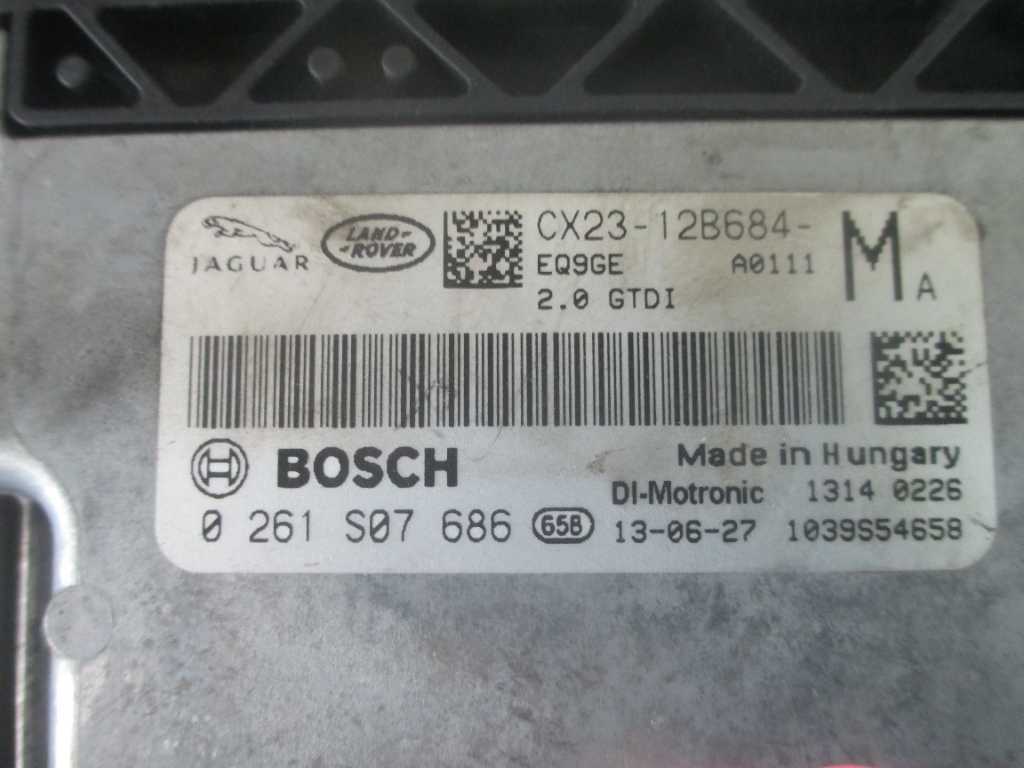 JAGUAR
LAND-
-ROVER
CX23-12B684-
MA
EQ9GE A0111
2.0 GTDI
BOSCH
Made in Hungary
DI-Motronic 1314 0226
0 261 S07 686 65B 13-06-27 1039S54658